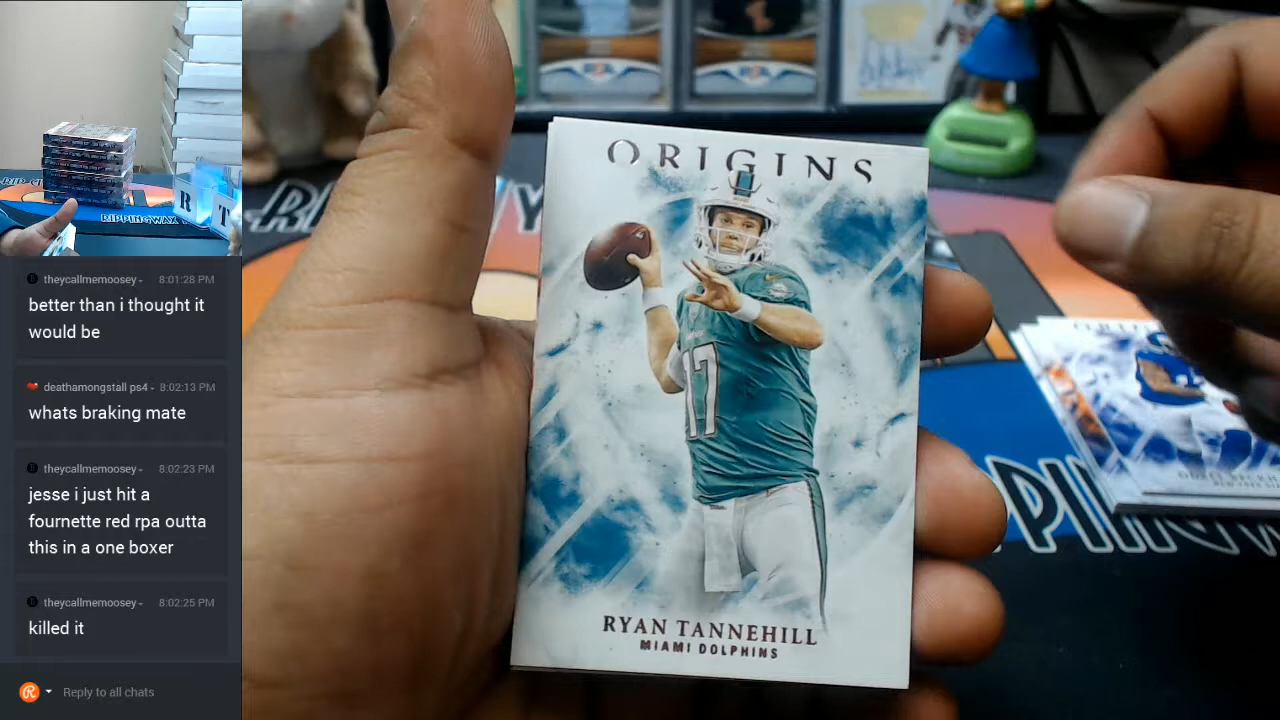 theycallmemoosey- 8:01:28 PM
better than i thought it
would be
deathamongstall ps4- 8:02:13 PM
whats braking mate
theycallmemoosey- 8:02:23 PM
jesse i just hit a
fournette red rpa outta
this in a one boxer
theycallmemoosey- 8:02:25 PM
killed it
Reply to all chats
RIPPINGWAX
R T
ORIGINS
17
RYAN TANNEHILL
MIAMI DOLPHINS